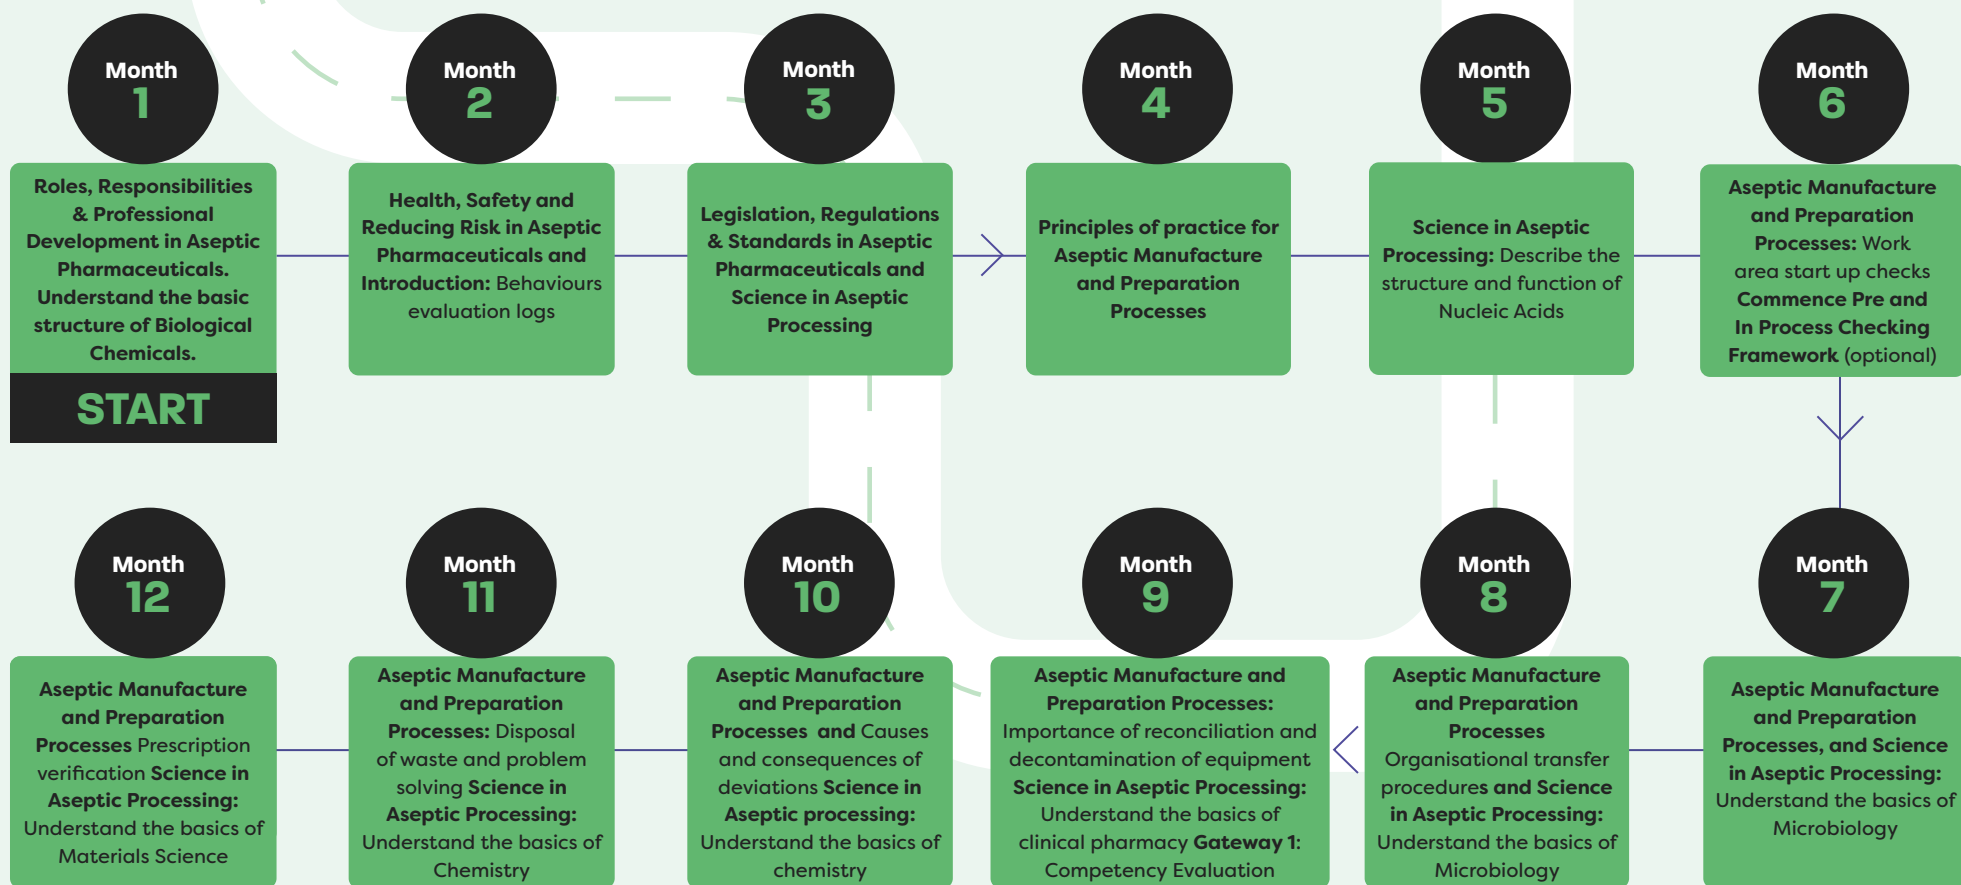 Month
1
Roles, Responsibilities
& Professional
Development in Aseptic
Pharmaceuticals.
Understand the basic
structure of Biological
Chemicals.
START
Month
2
Health, Safety and
Reducing Risk in Aseptic
Pharmaceuticals and
Introduction: Behaviours
evaluation logs
Month
3
Legislation, Regulations
& Standards in Aseptic
Pharmaceuticals and
Science in Aseptic
Processing
Month
4
Principles of practice for
Aseptic Manufacture
and Preparation
Processes
Month
5
Science in Aseptic
Processing: Describe the
structure and function of
Nucleic Acids
Month
6
Aseptic Manufacture
and Preparation
Processes: Work
area start up checks
Commence Pre and
In Process Checking
Framework (optional)
Month
7
Aseptic Manufacture
and Preparation
Processes, and Science
in Aseptic Processing:
Understand the basics of
Microbiology
Month
8
Aseptic Manufacture
and Preparation
Processes
Organisational transfer
procedures and Science
in Aseptic Processing:
Understand the basics of
Microbiology
Month
9
Aseptic Manufacture and
Preparation Processes:
Importance of reconciliation and
decontamination of equipment
Science in Aseptic Processing:
Understand the basics of
clinical pharmacy Gateway 1:
Competency Evaluation
Month
10
Aseptic Manufacture
and Preparation
Processes and Causes
and consequences of
deviations Science in
Aseptic processing:
Understand the basics of
chemistry
Month
11
Aseptic Manufacture
and Preparation
Processes: Disposal
of waste and problem
solving Science in
Aseptic Processing:
Understand the basics of
Chemistry
Month
12
Aseptic Manufacture
and Preparation
Processes Prescription
verification Science in
Aseptic Processing:
Understand the basics of
Materials Science